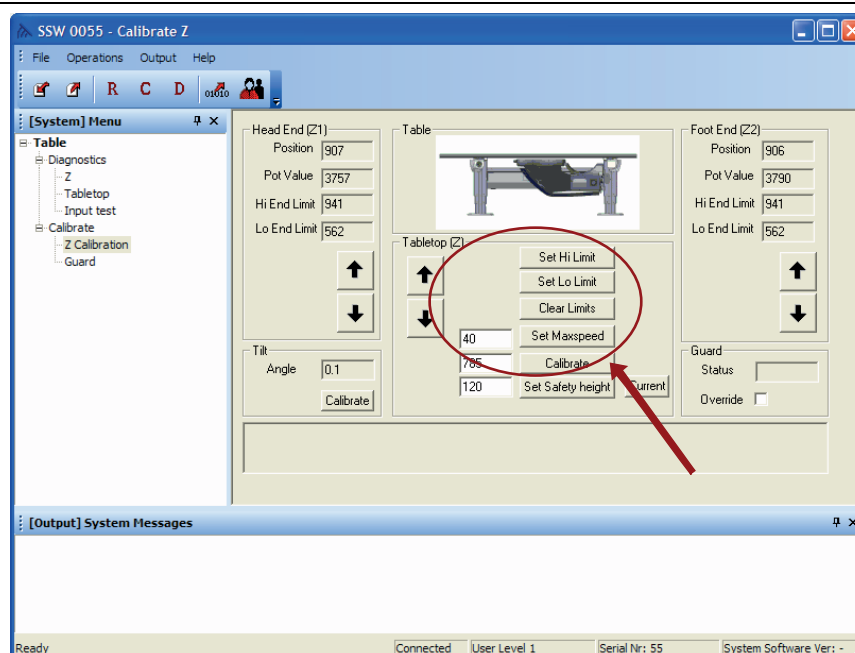 SSW 0055 - Calibrate Z
File Operations Output Help
R C D 01010
[System] Menu
Table
Diagnostics
Z
Tabletop
Input test
Calibrate
Z Calibration
Guard
Head End (Z1)
Position 907
Pot Value 3757
Hi End Limit 941
Lo End Limit 562
Table
Foot End (Z2)
Position 906
Pot Value 3790
Hi End Limit 941
Lo End Limit 562
Tabletop (Z)
Set Hi Limit
Set Lo Limit
Clear Limits
40 Set Maxspeed
785 Calibrate
120 Set Safety height Current
Tilt
Angle 0.1
Calibrate
Guard
Status
Override
[Output] System Messages
Ready Connected User Level 1 Serial Nr: 55 System Software Ver: -